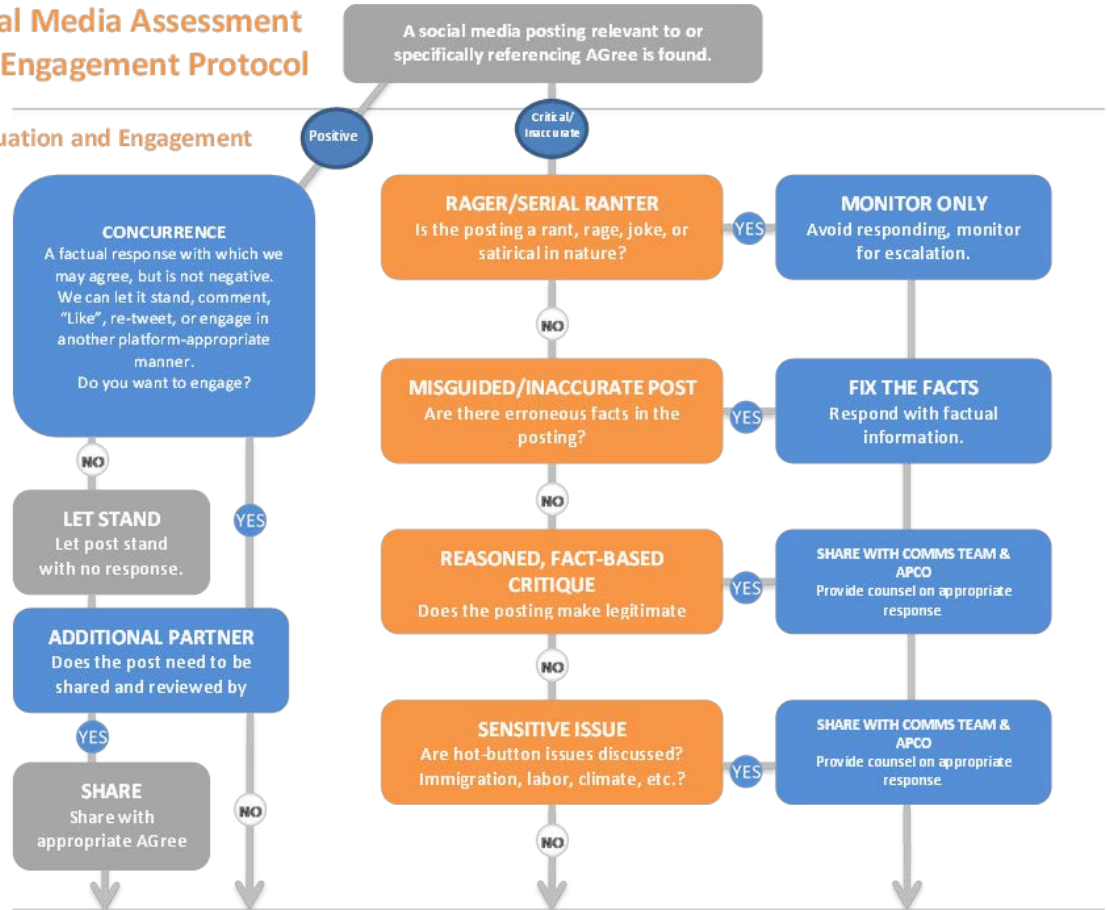 al Media Assessment
Engagement Protocol
A social media posting relevant to or
specifically referencing AGree is found.
uation and Engagement
Positive
Critical/
Inaccurate
CONCURRENCE
A factual response with which we
may agree, but is not negative.
We can let it stand, comment,
“Like”, re-tweet, or engage in
another platform-appropriate
manner.
Do you want to engage?
NO
YES
LET STAND
Let post stand
with no response.
ADDITIONAL PARTNER
Does the post need to be
shared and reviewed by
YES
NO
SHARE
Share with
appropriate AGree
RAGER/SERIAL RANTER
Is the posting a rant, rage, joke, or
satirical in nature?
YES
MONITOR ONLY
Avoid responding, monitor
for escalation.
NO
MISGUIDED/INACCURATE POST
Are there erroneous facts in the
posting?
YES
FIX THE FACTS
Respond with factual
information.
NO
REASONED, FACT-BASED
CRITIQUE
Does the posting make legitimate
YES
SHARE WITH COMMS TEAM &
APCO
Provide counsel on appropriate
response
NO
SENSITIVE ISSUE
Are hot-button issues discussed?
Immigration, labor, climate, etc.?
YES
SHARE WITH COMMS TEAM &
APCO
Provide counsel on appropriate
response
NO